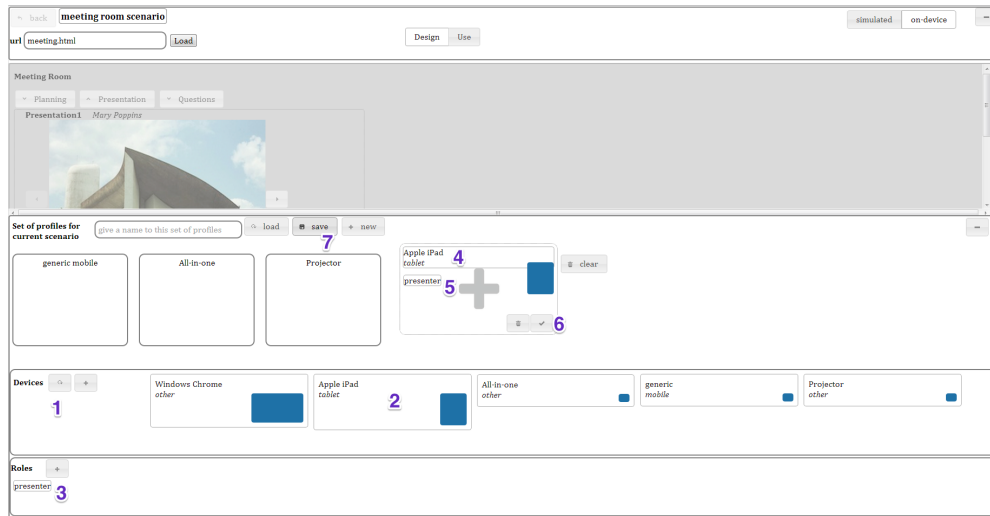 back
meeting room scenario
simulated
on-device
url
meeting.html
Load
Design
Use
Meeting Room
Planning
Presentation
Questions
Presentation1
Mary Poppins
Set of profiles for
current scenario
give a name to this set of profiles
load
save
+ new
7
generic mobile
All-in-one
Projector
Apple iPad
tablet
4
presenter
5
clear
6
Devices
+
1
Windows Chrome
other
Apple iPad
tablet
2
All-in-one
other
generic
mobile
Projector
other
Roles
+
presenter
3